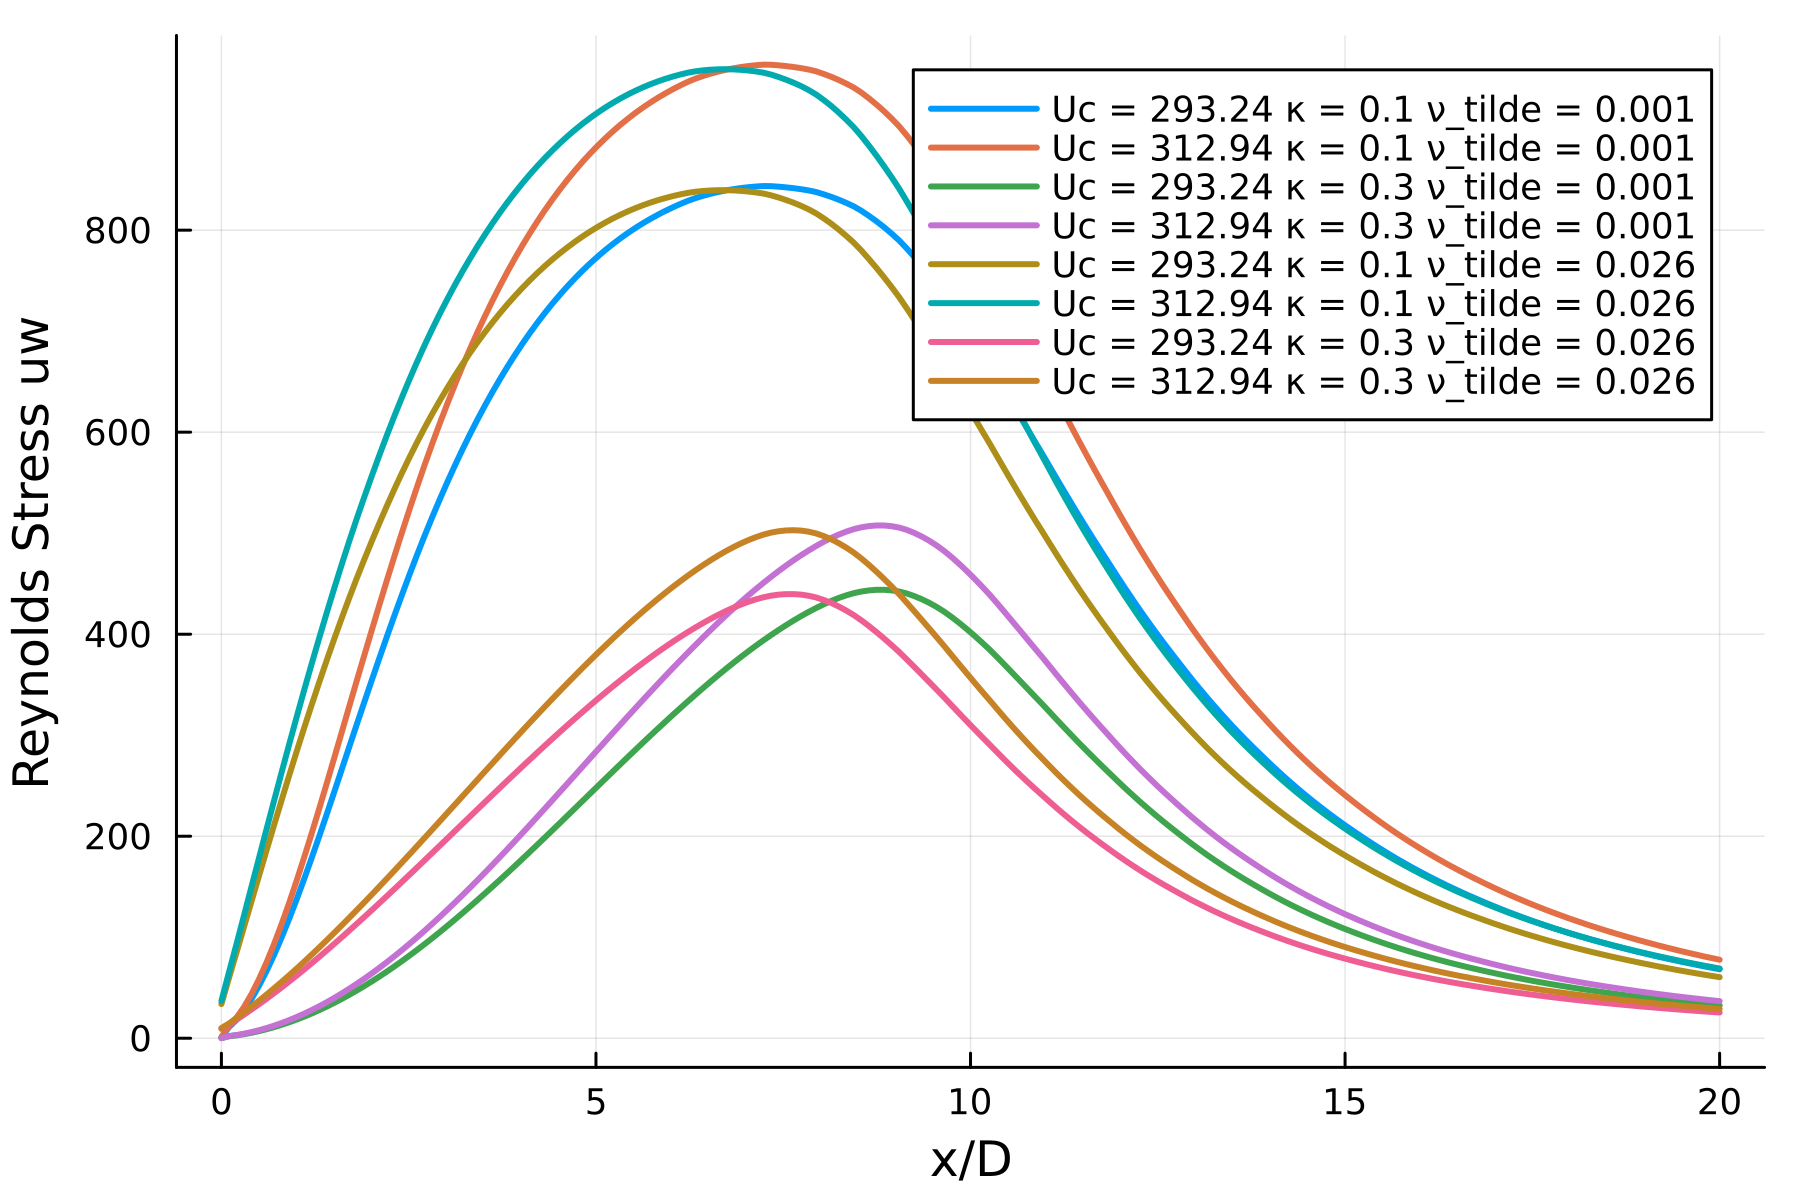 Reynolds Stress uw
800
600
400
200
0
Uc = 293.24 κ = 0.1 ν_tilde = 0.001
Uc = 312.94 κ = 0.1 ν_tilde = 0.001
Uc = 293.24 κ = 0.3 ν_tilde = 0.001
Uc = 312.94 κ = 0.3 ν_tilde = 0.001
Uc = 293.24 κ = 0.1 ν_tilde = 0.026
Uc = 312.94 κ = 0.1 ν_tilde = 0.026
Uc = 293.24 κ = 0.3 ν_tilde = 0.026
Uc = 312.94 κ = 0.3 ν_tilde = 0.026
0 5 10 15 20
x/D